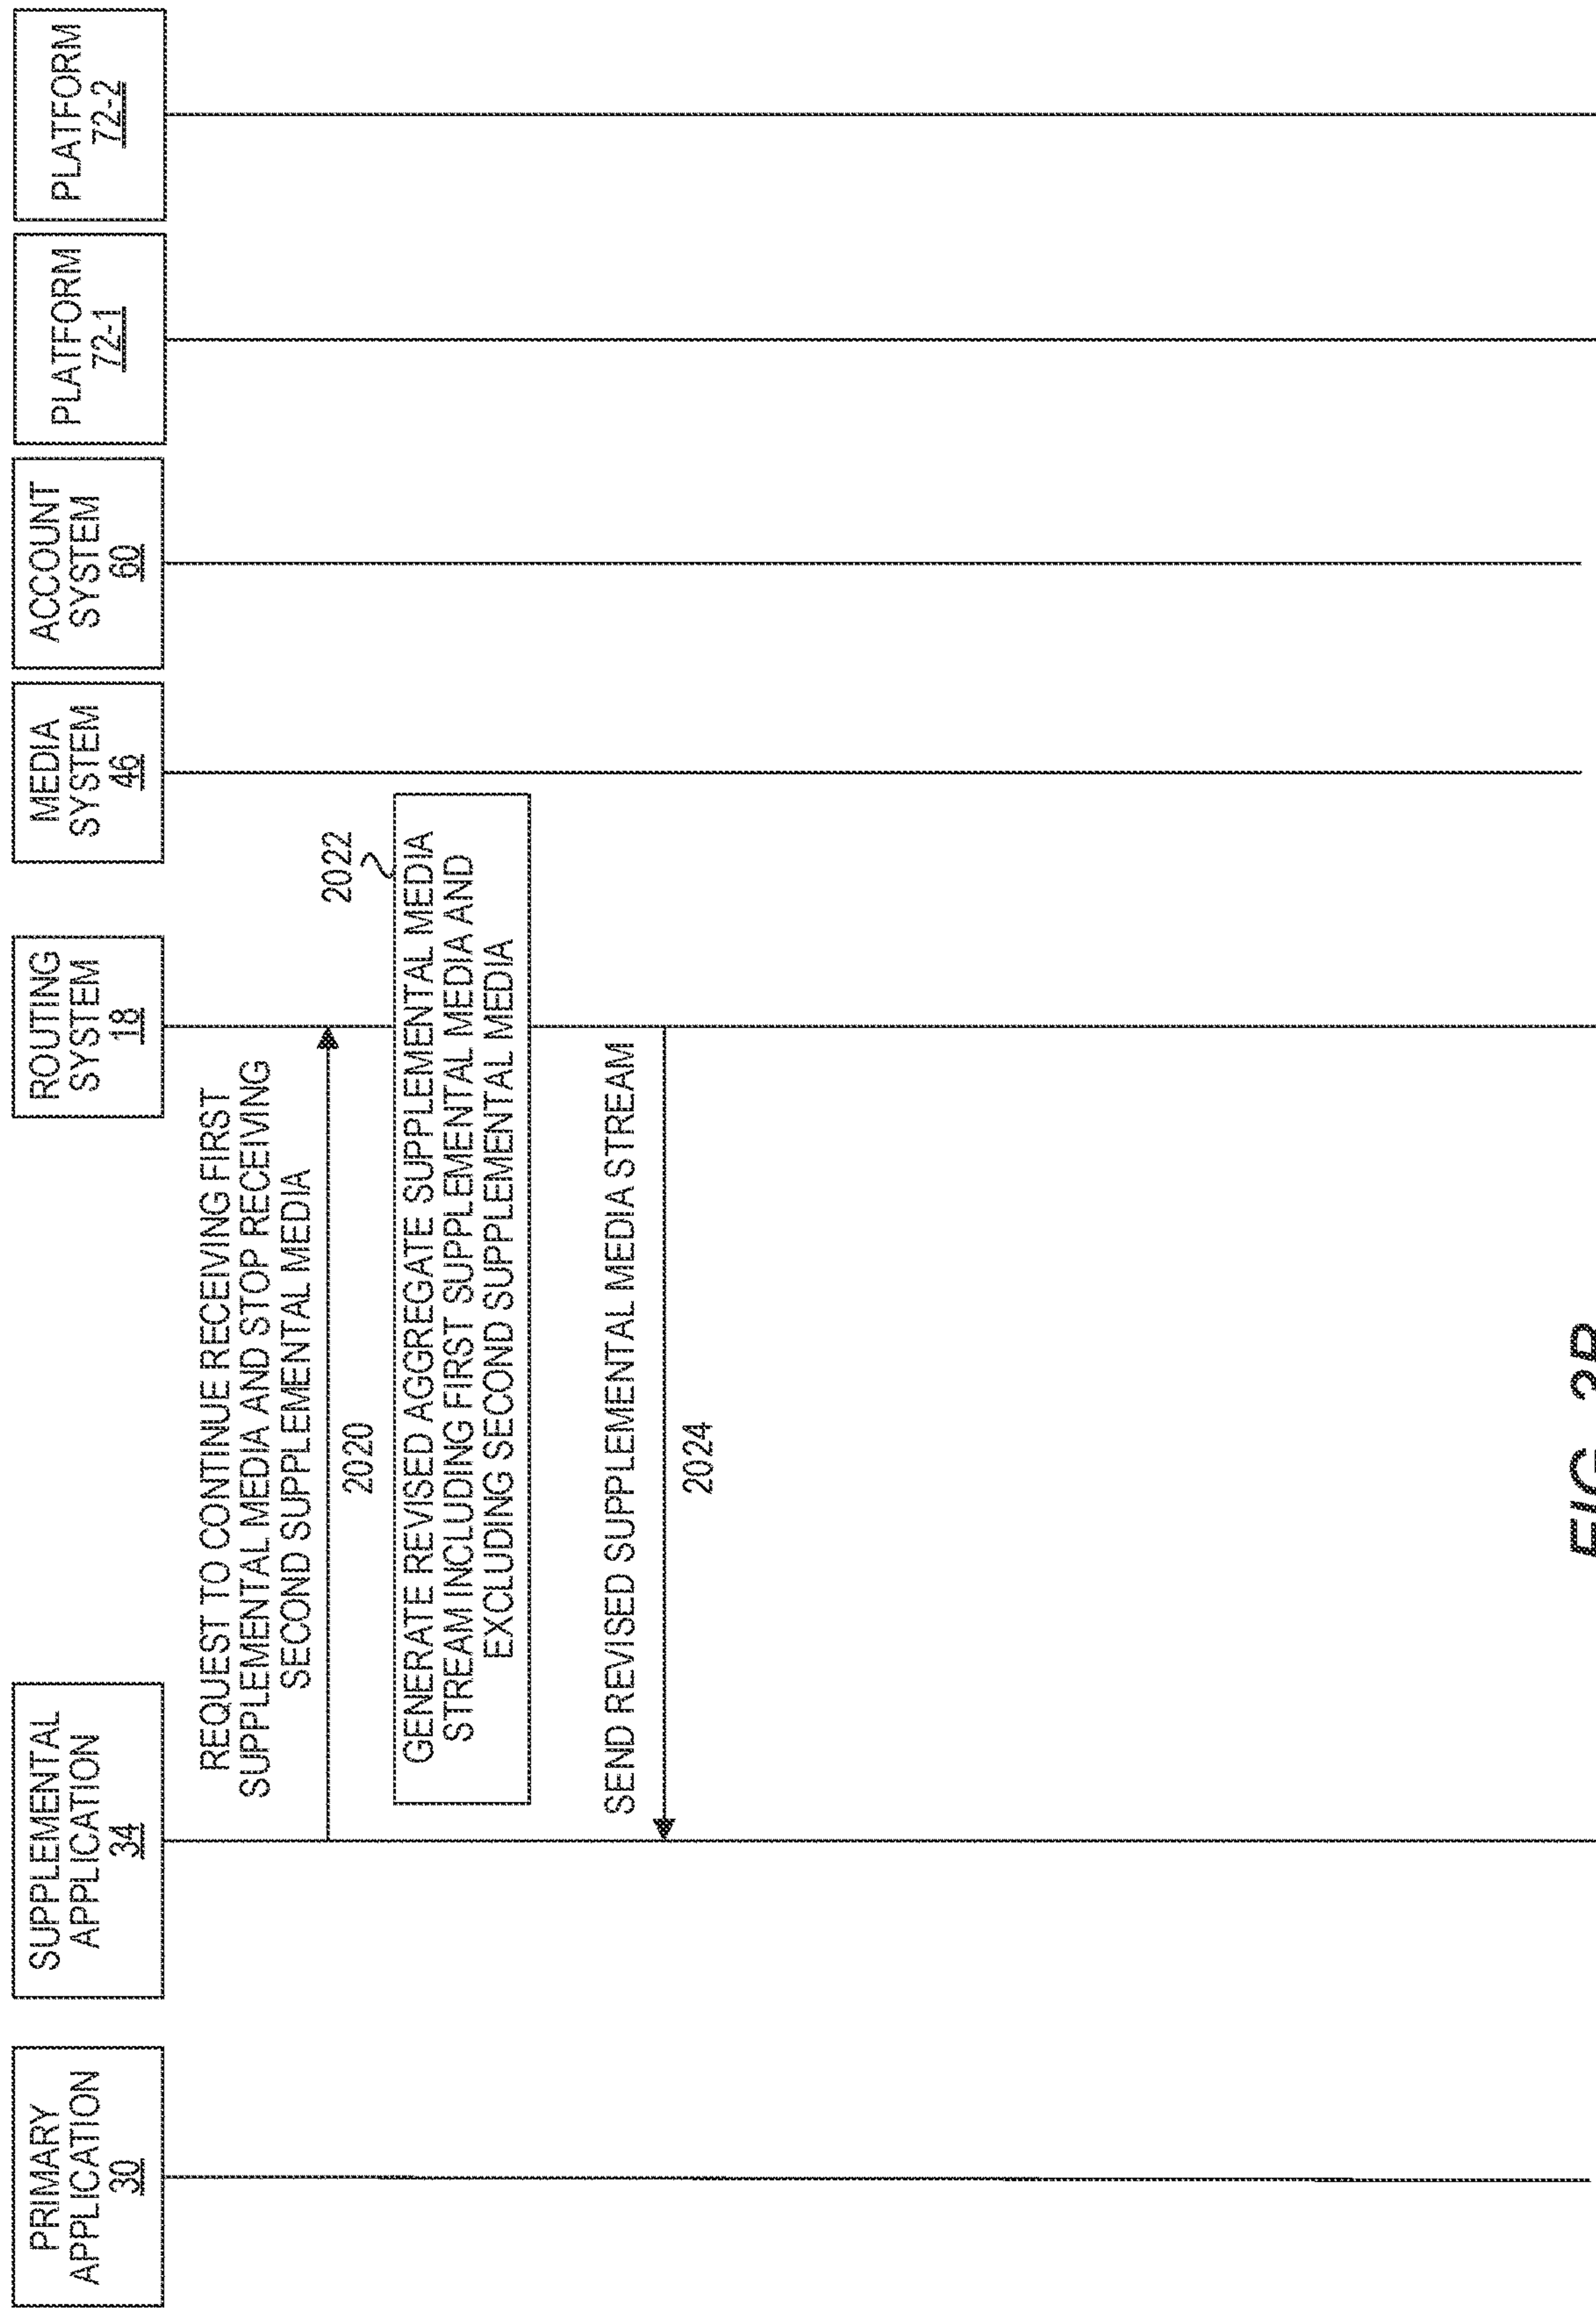 PRIMARY
APPLICATION
30
SUPPLEMENTAL
APPLICATION
34
ROUTING
SYSTEM
18
MEDIA
SYSTEM
46
ACCOUNT
SYSTEM
60
PLATFORM
72-1
PLATFORM
72-2
REQUEST TO CONTINUE RECEIVING FIRST
SUPPLEMENTAL MEDIA AND STOP RECEIVING
SECOND SUPPLEMENTAL MEDIA
2020
2022
GENERATE REVISED AGGREGATE SUPPLEMENTAL MEDIA
STREAM INCLUDING FIRST SUPPLEMENTAL MEDIA AND
EXCLUDING SECOND SUPPLEMENTAL MEDIA
SEND REVISED SUPPLEMENTAL MEDIA STREAM
2024